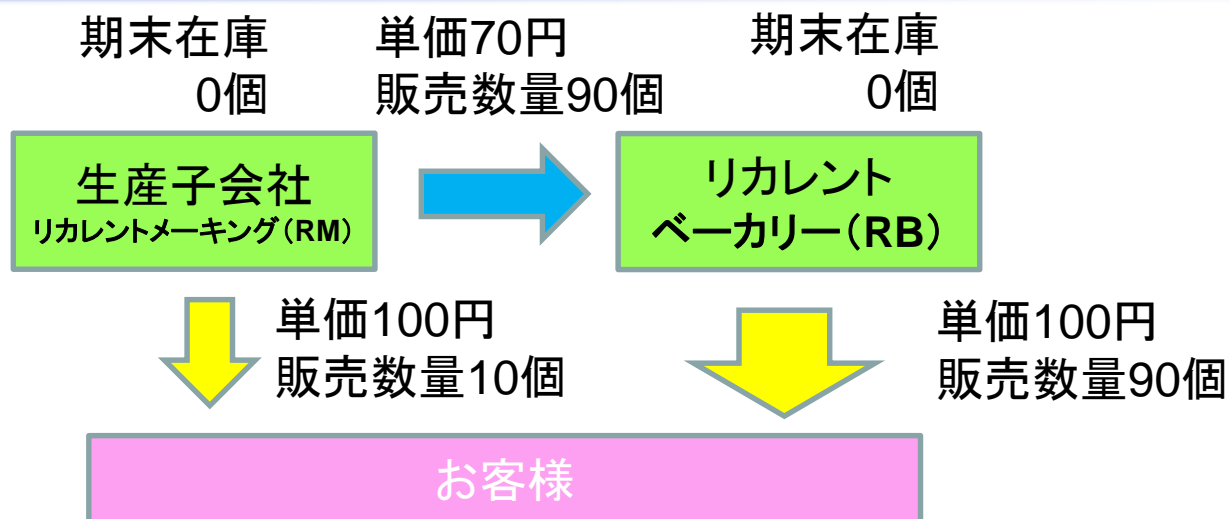 期末在庫
0個
単価70円
販売数量90個
期末在庫
0個
生産子会社
リカレントメーキング(RM)
リカレント
ベーカリー(RB)
単価100円
販売数量10個
単価100円
販売数量90個
お客様